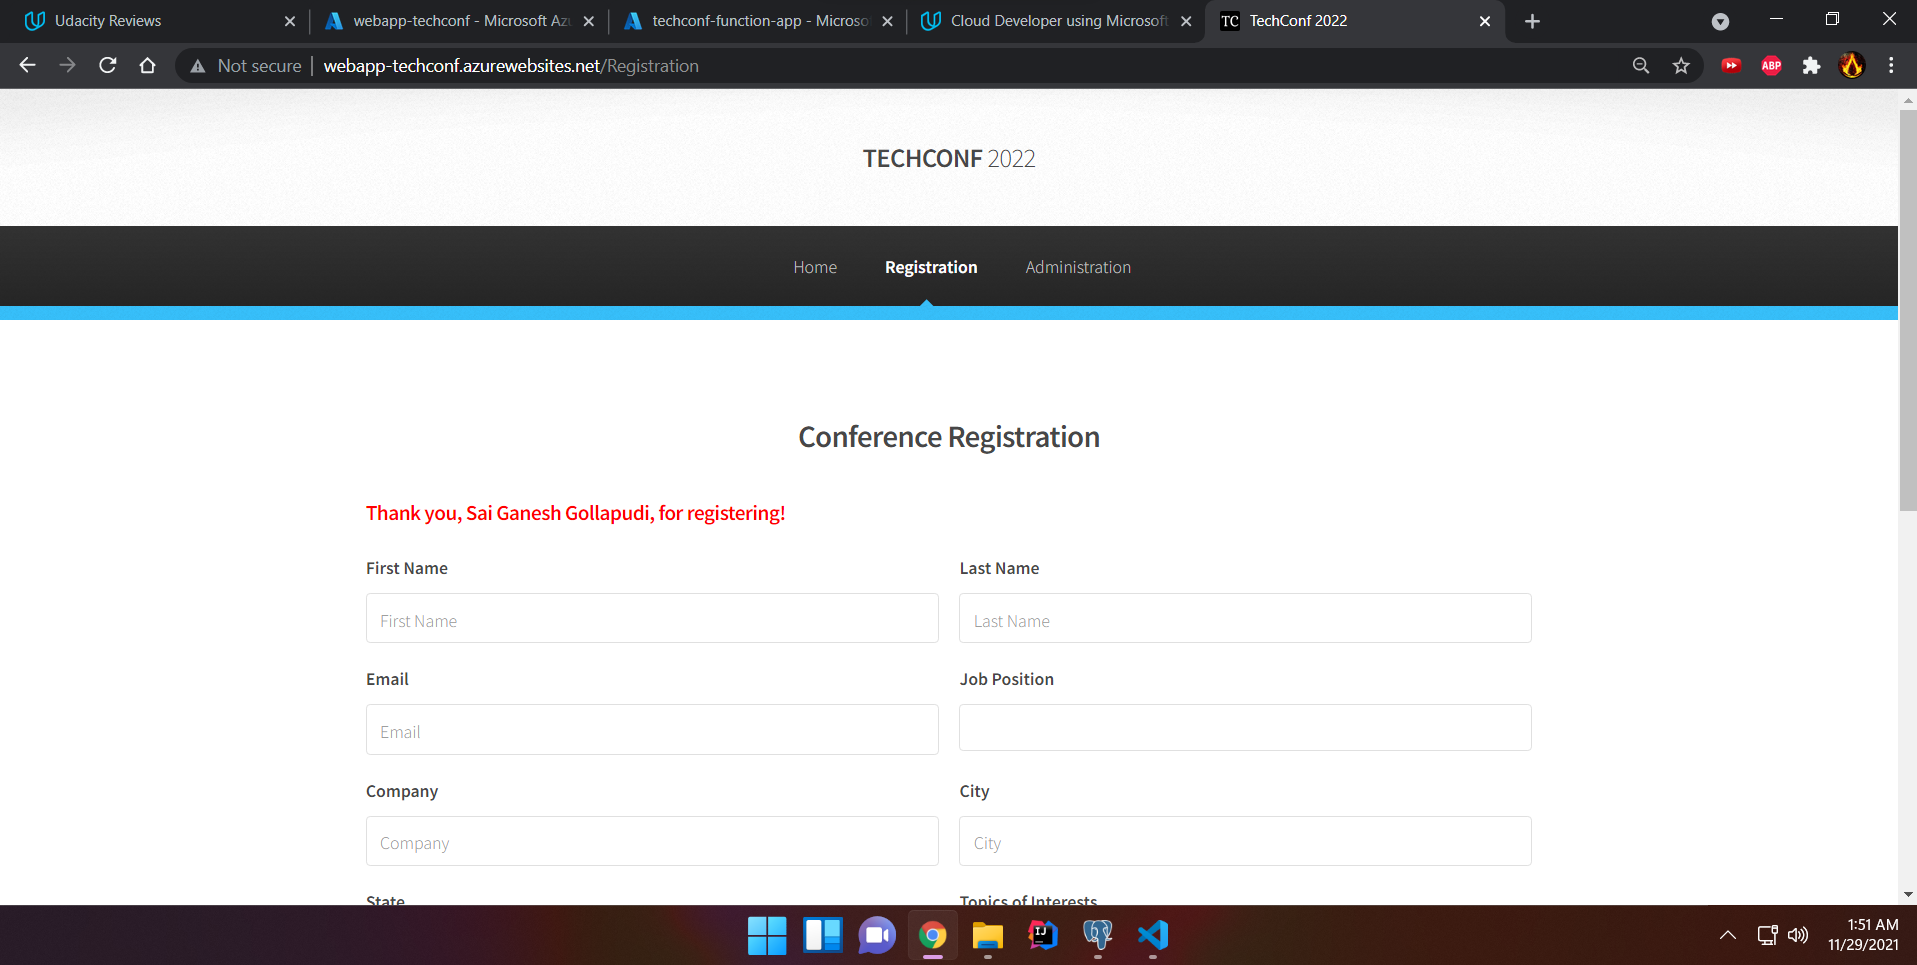 Udacity Reviews
webapp-techconf - Microsoft Az
techconf-function-app - Microso
Cloud Developer using Microsoft
TC TechConf 2022
Not secure webapp-techconf.azurewebsites.net/Registration
ABP
TECHCONF 2022
Home Registration Administration
Conference Registration
Thank you, Sai Ganesh Gollapudi, for registering!
First Name Last Name
First Name Last Name
Email Job Position
Email
Company City
Company City
State Topics of Interests
IJ
1:51 AM
11/29/2021